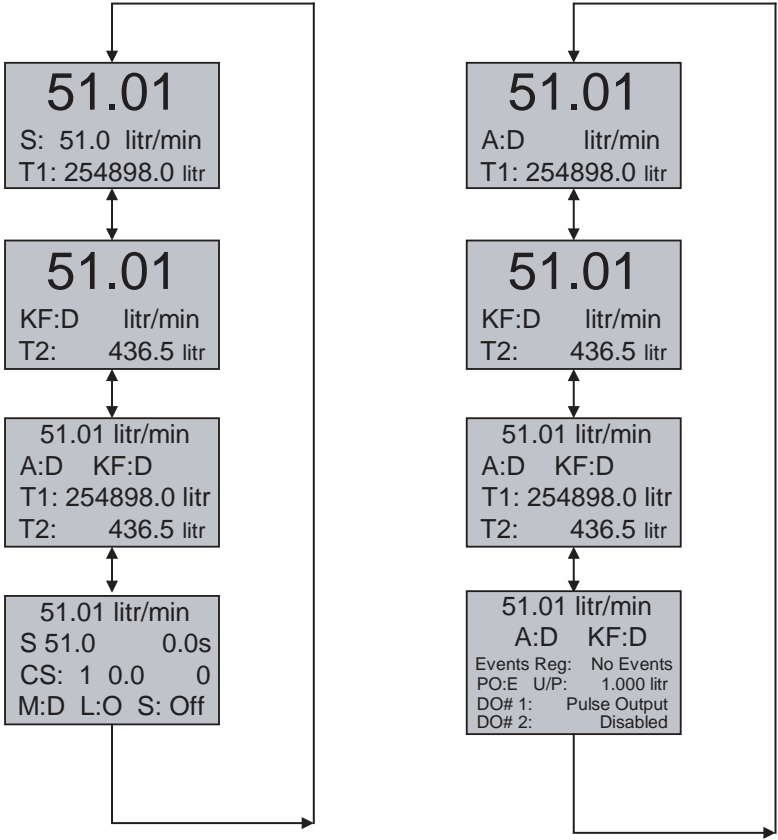 51.01
S: 51.0 litr/min
T1: 254898.0 litr
51.01
KF:D litr/min
T2: 436.5 litr
51.01 litr/min
A:D KF:D
T1: 254898.0 litr
T2: 436.5 litr
51.01 litr/min
S 51.0 0.0s
CS: 1 0.0 0
M:D L:O S: Off
51.01
A:D litr/min
T1: 254898.0 litr
51.01
KF:D litr/min
T2: 436.5 litr
51.01 litr/min
A:D KF:D
T1: 254898.0 litr
T2: 436.5 litr
51.01 litr/min
A:D KF:D
Events Reg: No Events
PO:E U/P: 1.000 litr
DO# 1: Pulse Output
DO# 2: Disabled